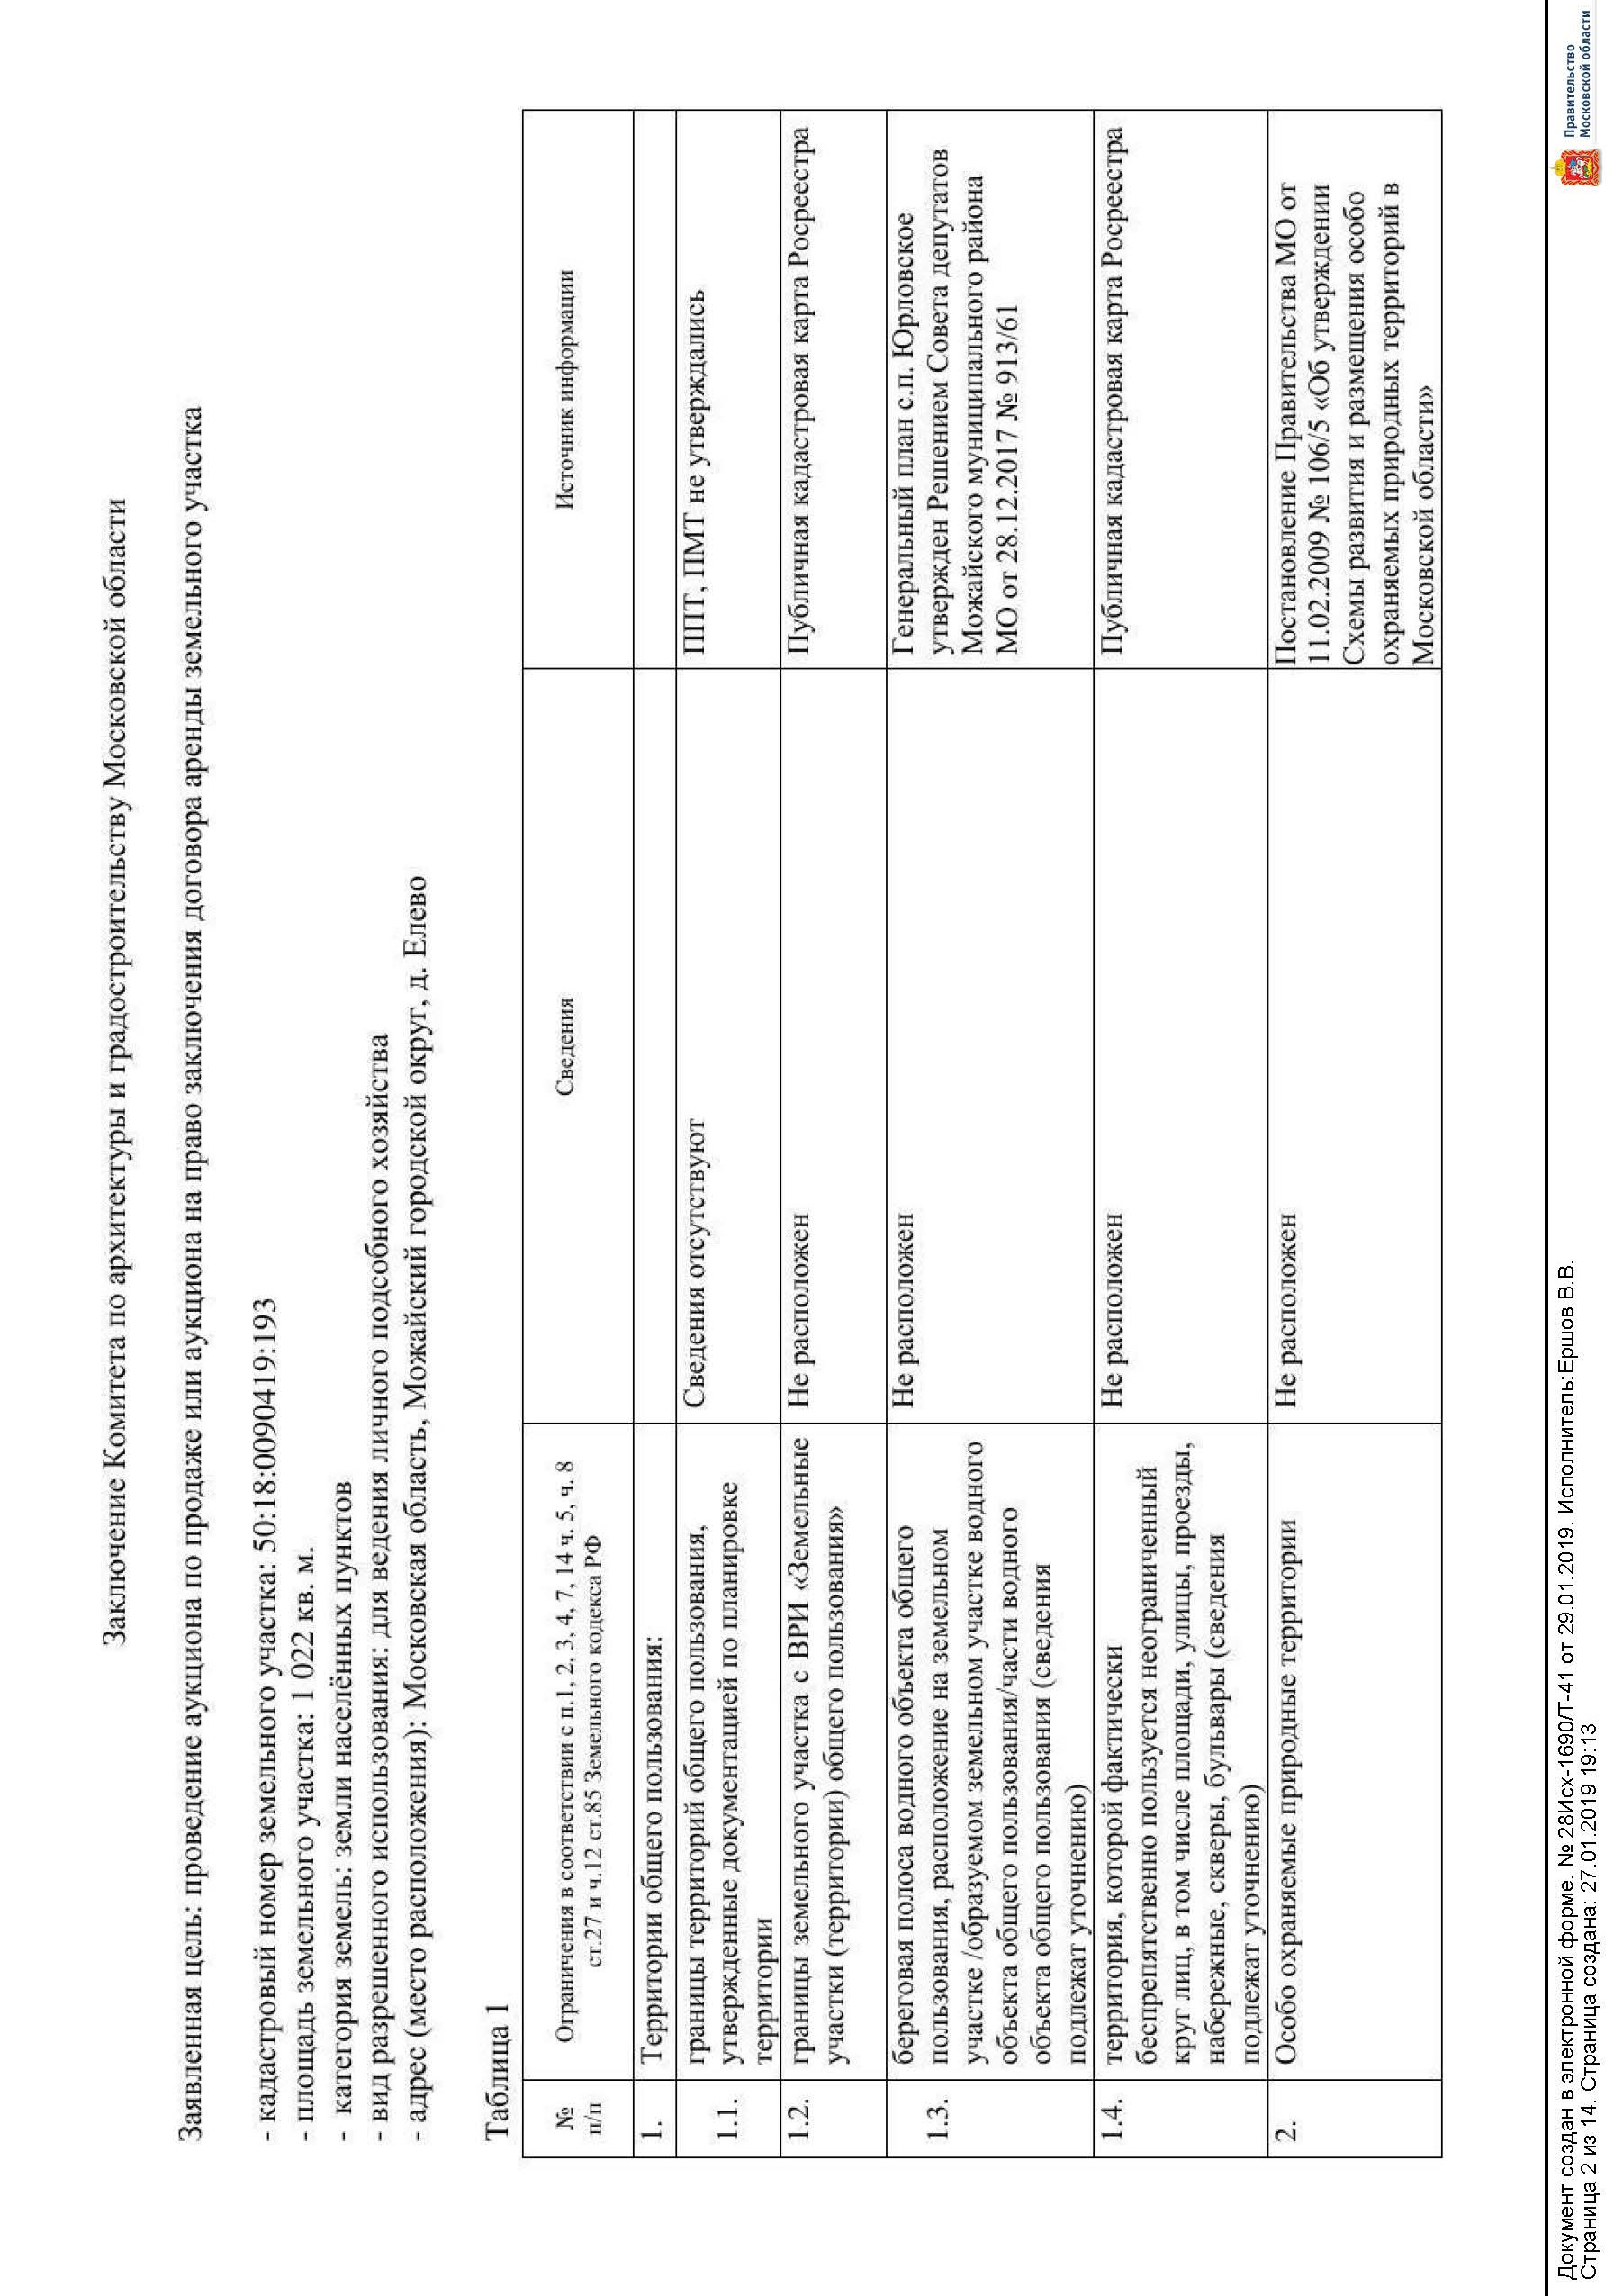 Заключение Комитета по архитектуры и градостроительству Московской области
Заявленная цель: проведение аукциона по продаже или аукциона на право заключения договора аренды земельного участка
- кадастровый номер земельного участка: 50:18:0090419:193
- площадь земельного участка: 1 022 кв. м.
- категория земель: земли населённых пунктов
- вид разрешенного использования: для ведения личного подсобного хозяйства
- адрес (место расположения): Московская область, Можайский городской округ, д. Елево
Таблица 1
№
п/п
Ограничения в соответствии с п.1, 2, 3, 4, 7, 14 ч. 5, ч. 8
ст.27 и ч.12 ст.85 Земельного кодекса РФ
Сведения
Источник информации
1.
Территории общего пользования:
1.1.
границы территорий общего пользования,
утвержденные документацией по планировке
территории
Сведения отсутствуют
ППТ, ПМТ не утверждались
1.2.
границы земельного участка с ВРИ «Земельные
участки (территории) общего пользования»
Не расположен
Публичная кадастровая карта Росреестра
1.3.
береговая полоса водного объекта общего
пользования, расположение на земельном
участке /образуемом земельном участке водного
объекта общего пользования/части водного
объекта общего пользования (сведения
подлежат уточнению)
Не расположен
Генеральный план с.п. Юрловское
утвержден Решением Совета депутатов
Можайского муниципального района
МО от 28.12.2017 № 913/61
1.4.
территория, которой фактически
беспрепятственно пользуется неограниченный
круг лиц, в том числе площади, улицы, проезды,
набережные, скверы, бульвары (сведения
подлежат уточнению)
Не расположен
Публичная кадастровая карта Росреестра
2.
Особо охраняемые природные территории
Не расположен
Постановление Правительства МО от
11.02.2009 № 106/5 «Об утверждении
Схемы развития и размещения особо
охраняемых природных территорий в
Московской области»
Документ создан в электронной форме. № 28Исх-1690/Т-41 от 29.01.2019. Исполнитель:Ершов В.В.
Страница 2 из 14. Страница создана: 27.01.2019 19:13
Правительство
Московской области